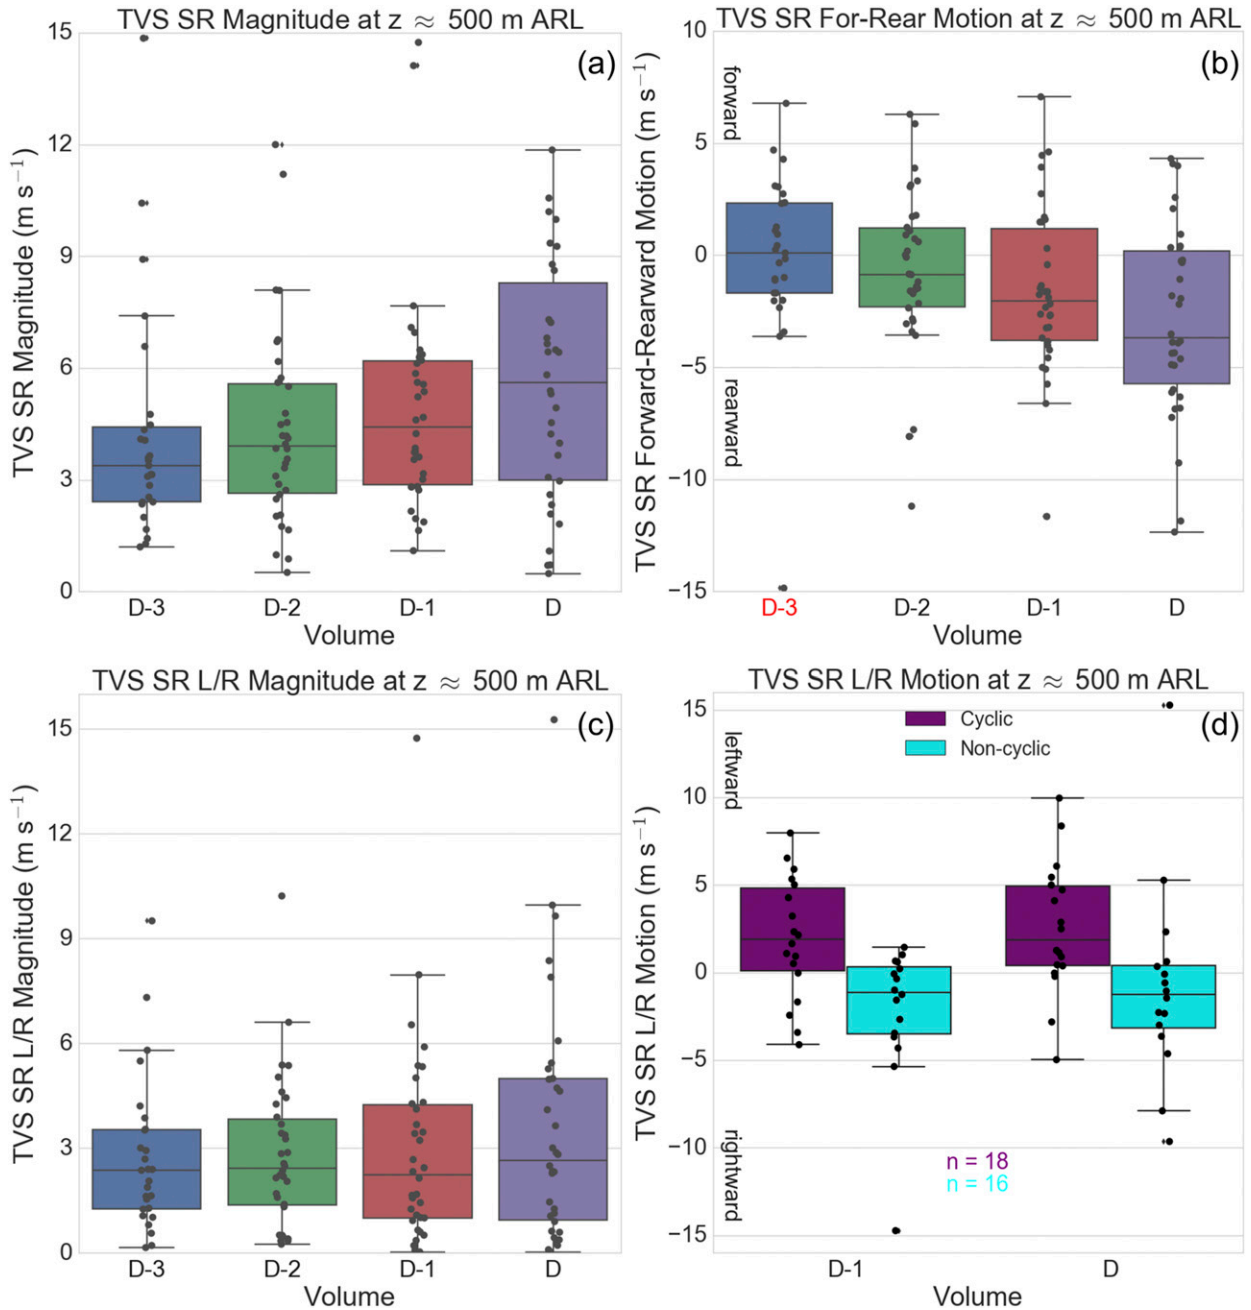 TVS SR Magnitude at z ≈ 500 m ARL
(a)
TVS SR Magnitude (m s⁻¹)
15
12
9
6
3
0
D-3 D-2 D-1 D
Volume
TVS SR For-Rear Motion at z ≈ 500 m ARL
(b)
TVS SR Forward-Rearward Motion (m s⁻¹)
forward
rearward
10
5
0
−5
−10
−15
D-3 D-2 D-1 D
Volume
TVS SR L/R Magnitude at z ≈ 500 m ARL
(c)
TVS SR L/R Magnitude (m s⁻¹)
15
12
9
6
3
0
D-3 D-2 D-1 D
Volume
TVS SR L/R Motion at z ≈ 500 m ARL
(d)
Cyclic
Non-cyclic
TVS SR L/R Motion (m s⁻¹)
leftward
rightward
15
10
5
0
−5
−10
−15
n = 18
n = 16
D-1 D
Volume